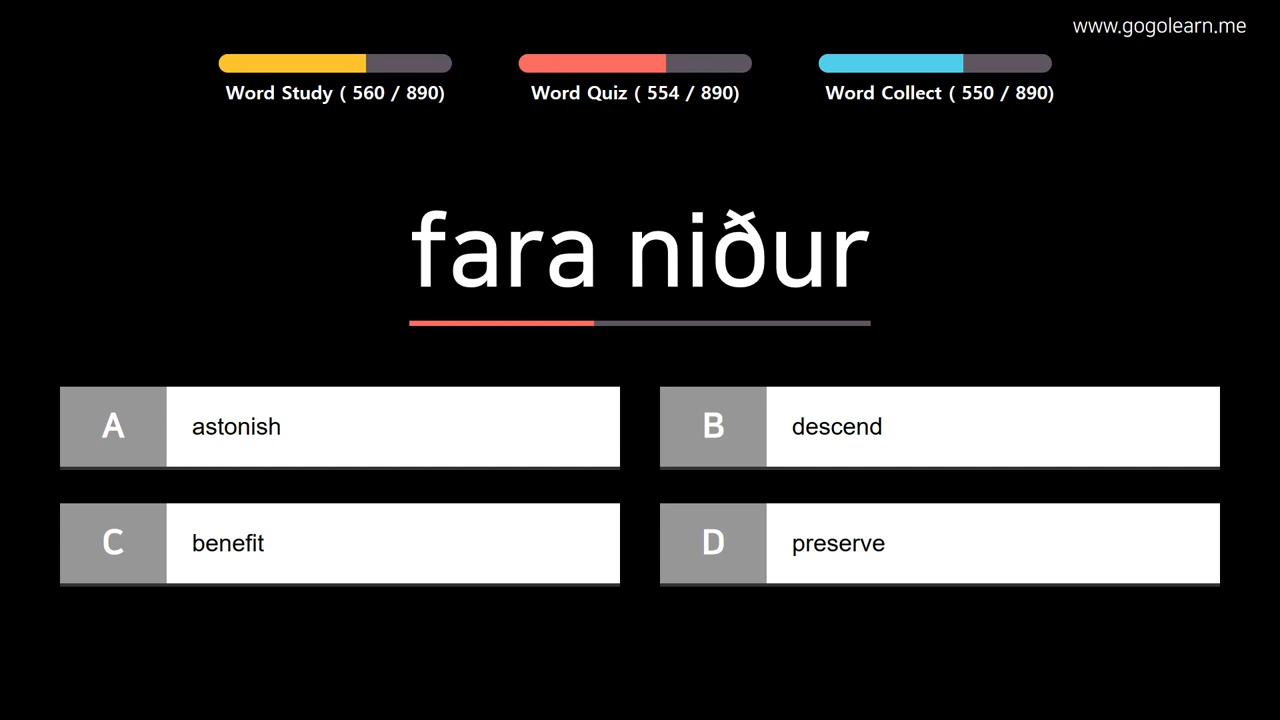 www.gogolearn.me
Word Study ( 560 / 890)
Word Quiz ( 554 / 890)
Word Collect ( 550 / 890)
fara niður
A astonish
B descend
C benefit
D preserve